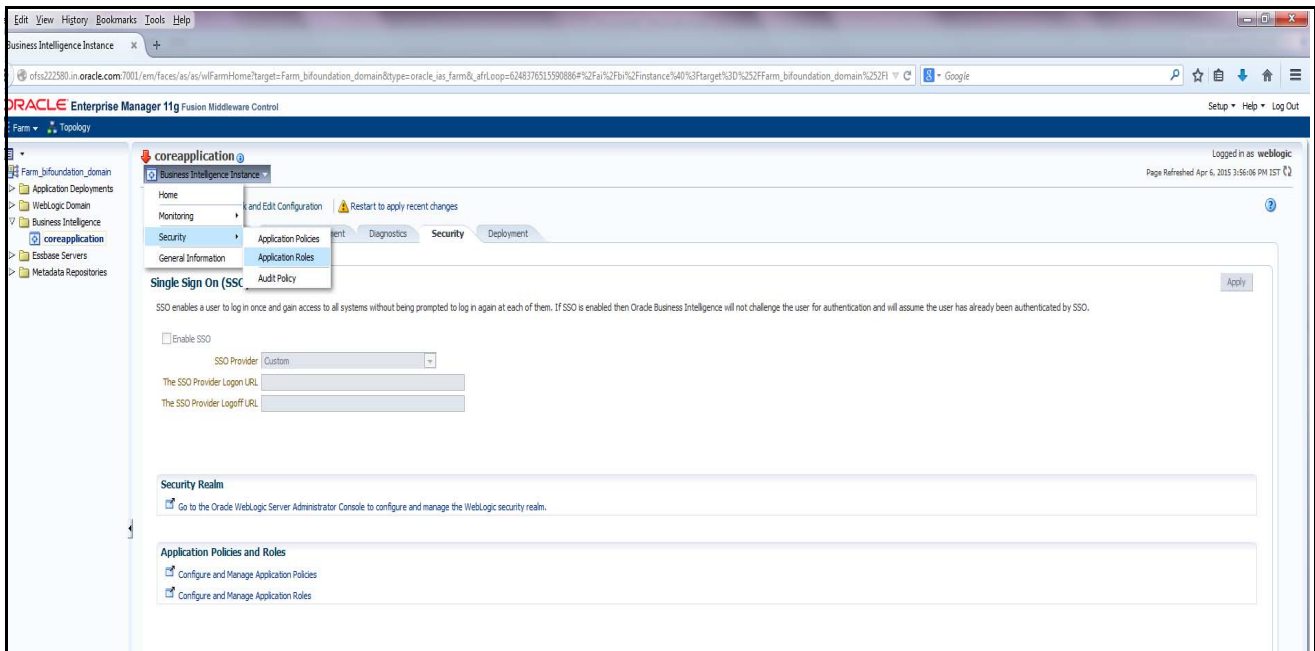 Edit View History Bookmarks Tools Help
Business Intelligence Instance × +
ofss222580.in.oracle.com:7001/em/faces/as/as/wlFarmHome?target=Farm_bifoundation_domain&type=oracle_ias_farm&_afrLoop=6248376515590886#%2Fai%2Fbi%2Finstance%40%3Ftarget%3D%252FFarm_bifoundation_domain%252Fl
Google
ORACLE Enterprise Manager 11g Fusion Middleware Control
Setup Help Log Out
Farm Topology
coreapplication
Logged in as weblogic
Business Intelligence Instance
Page Refreshed Apr 6, 2015 3:56:06 PM IST
Farm_bifoundation_domain
Application Deployments
WebLogic Domain
Business Intelligence
coreapplication
Essbase Servers
Metadata Repositories
Home
Monitoring
Security
General Information
Application Policies
Application Roles
Audit Policy
k and Edit Configuration
Restart to apply recent changes
ent Diagnostics Security Deployment
Single Sign On (SSO
Apply
SSO enables a user to log in once and gain access to all systems without being prompted to log in again at each of them. If SSO is enabled then Oracle Business Intelligence will not challenge the user for authentication and will assume the user has already been authenticated by SSO.
Enable SSO
SSO Provider Custom
The SSO Provider Logon URL
The SSO Provider Logoff URL
Security Realm
Go to the Oracle WebLogic Server Administrator Console to configure and manage the WebLogic security realm.
Application Policies and Roles
Configure and Manage Application Policies
Configure and Manage Application Roles